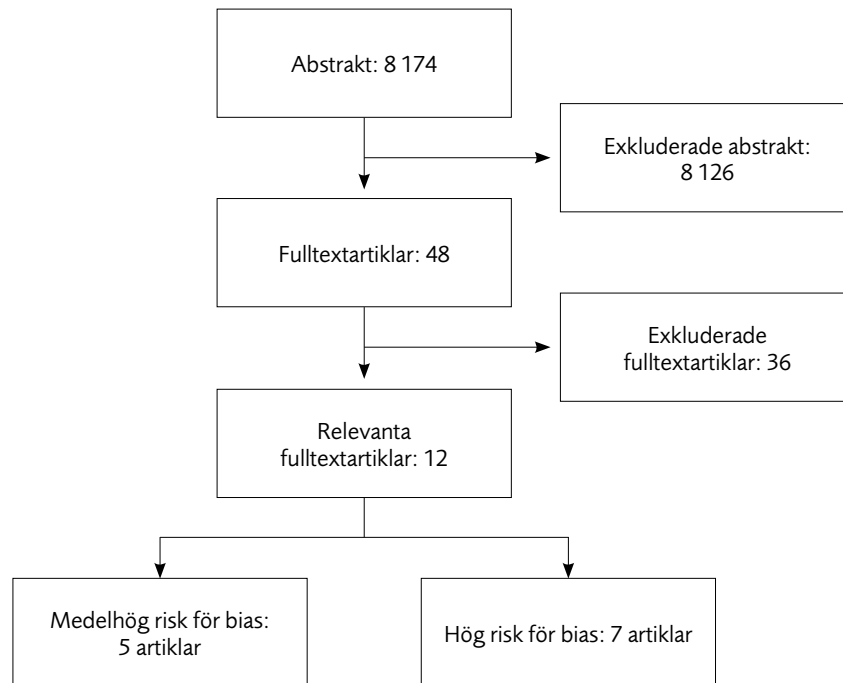 Abstrakt: 8 174
Exkluderade abstrakt:
8 126
Fulltextartiklar: 48
Exkluderade
fulltextartiklar: 36
Relevanta
fulltextartiklar: 12
Medelhög risk för bias:
5 artiklar
Hög risk för bias: 7 artiklar